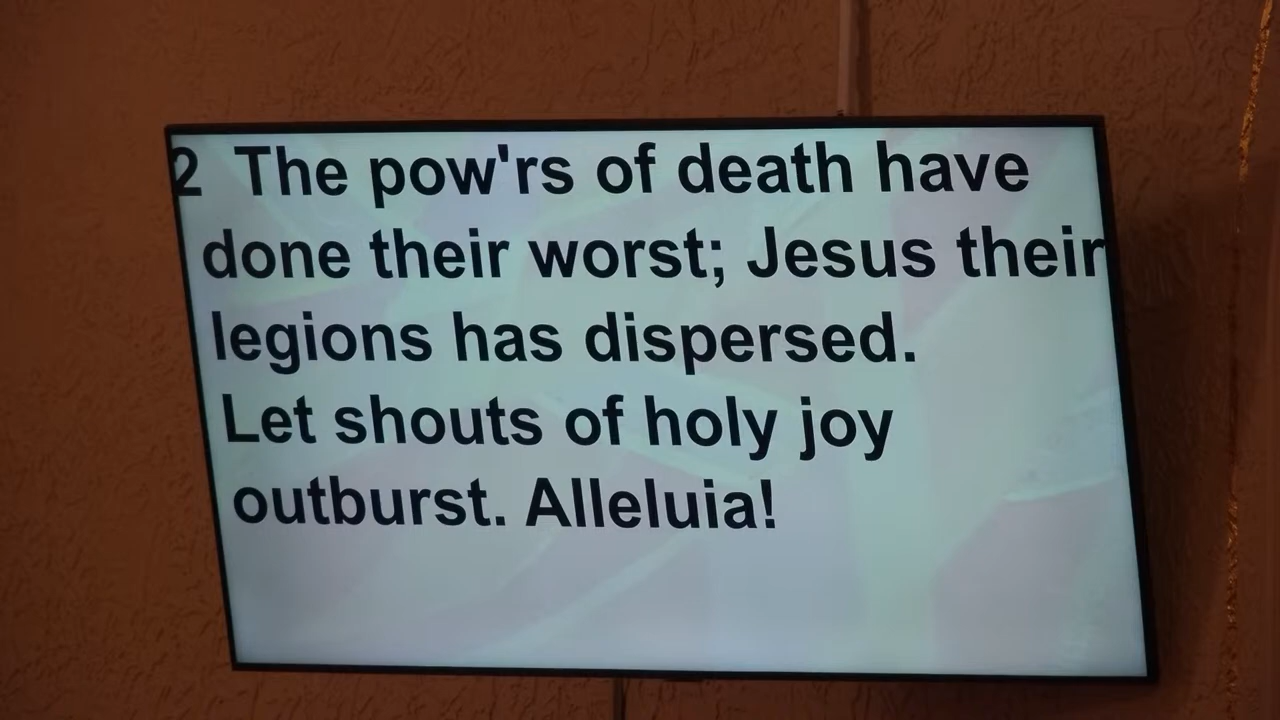 2 The pow'rs of death have
done their worst; Jesus their
legions has dispersed.
Let shouts of holy joy
outburst. Alleluia!